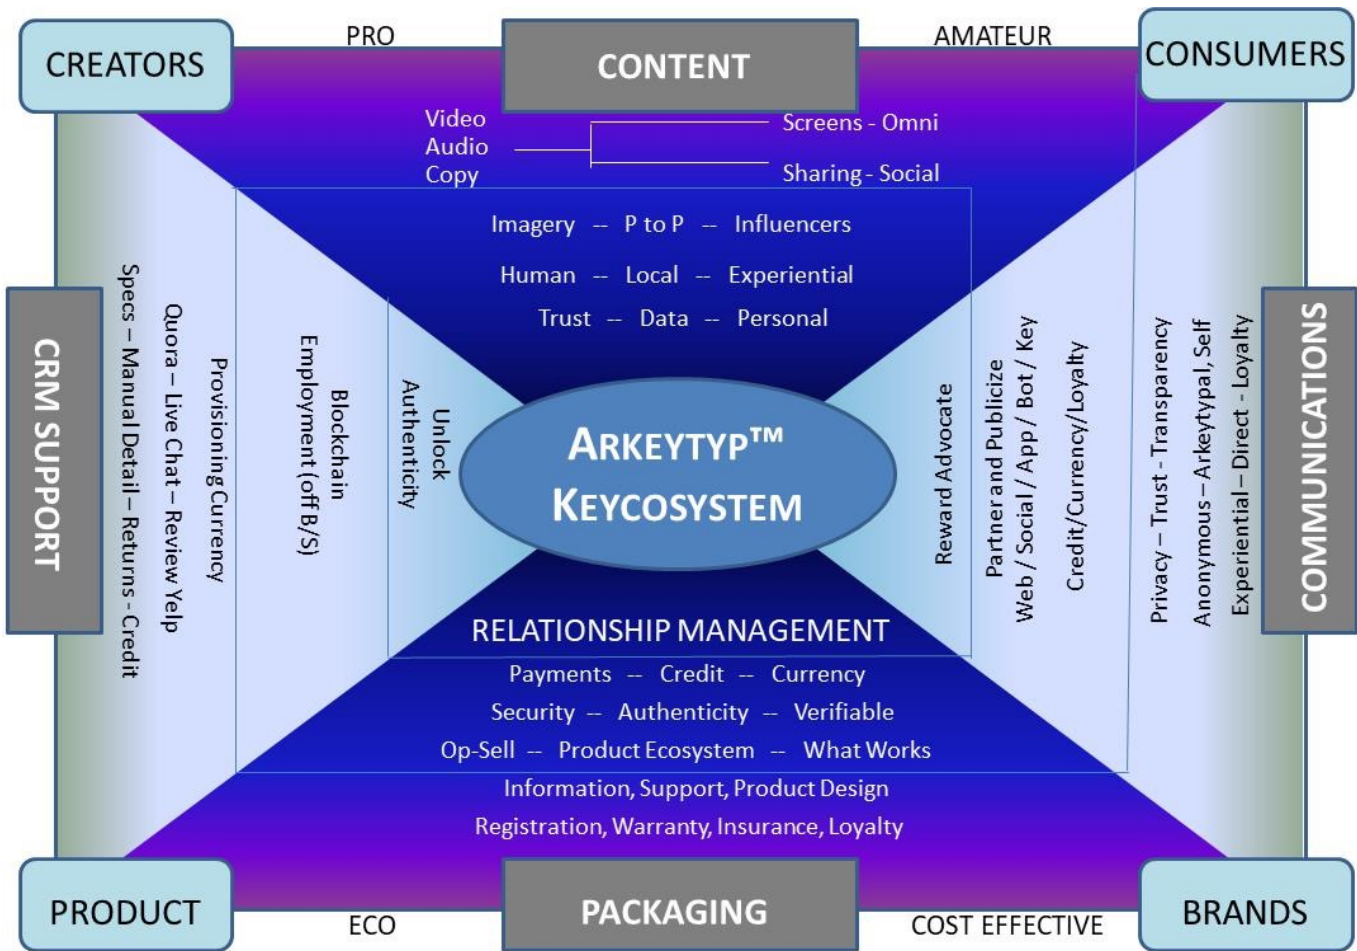 CREATORS
PRO
CONTENT
AMATEUR
CONSUMERS
Video
Audio
Copy
Screens - Omni
Sharing - Social
Imagery -- P to P -- Influencers
Human -- Local -- Experiential
Trust -- Data -- Personal
CRM SUPPORT
Specs – Manual Detail – Returns - Credit
Quora – Live Chat – Review Yelp
Provisioning Currency
Employment (off B/S)
Blockchain
Authenticity
Unlock
ARKEYTYP™
KEYCOSYSTEM
Reward Advocate
Partner and Publicize
Web / Social / App / Bot / Key
Credit/Currency/Loyalty
Privacy – Trust - Transparency
Anonymous – Arkeytypal, Self
Experiential – Direct - Loyalty
COMMUNICATIONS
RELATIONSHIP MANAGEMENT
Payments -- Credit -- Currency
Security -- Authenticity -- Verifiable
Op-Sell -- Product Ecosystem -- What Works
Information, Support, Product Design
Registration, Warranty, Insurance, Loyalty
PRODUCT
ECO
PACKAGING
COST EFFECTIVE
BRANDS